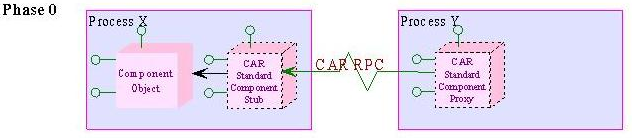 Phase 0
Process X
Process Y
Component
Object
CAR
Standard
Component
Stub
CAR RPC
CAR
Standard
Component
Proxy